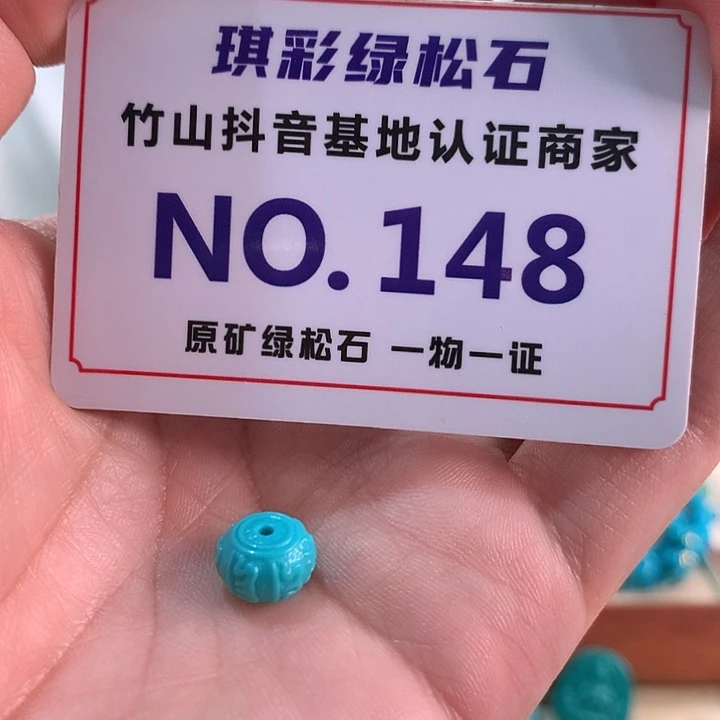 琪彩绿松石
竹山抖音基地认证商家
NO.148
原矿绿松石 一物一证